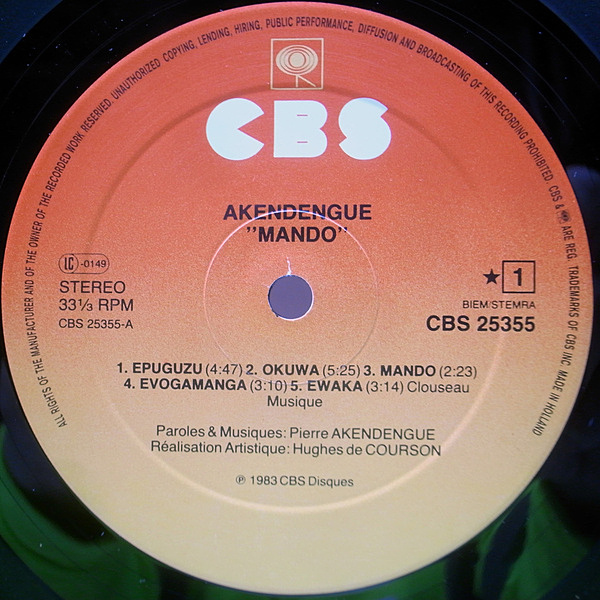 ALL RIGHTS OF THE MANUFACTURER AND OF THE OWNER OF THE RECORDED WORK RESERVED. UNAUTHORIZED COPYING, LENDING, HIRING, PUBLIC PERFORMANCE, DIFFUSION AND BROADCASTING OF THIS RECORDING PROHIBITED. CBS & ARE REG. TRADEMARKS OF CBS INC. MADE IN HOLLAND
CBS
AKENDENGUE
"MANDO"
LC -0149
STEREO
33⅓ RPM
CBS 25355-A
★ 1
BIEM/STEMRA
CBS 25355
1. EPUGUZU (4:47) 2. OKUWA (5:25) 3. MANDO (2:23)
4. EVOGAMANGA (3:10) 5. EWAKA (3:14) Clouseau
Musique
Paroles & Musiques: Pierre AKENDENGUE
Réalisation Artistique: Hughes de COURSON
℗ 1983 CBS Disques